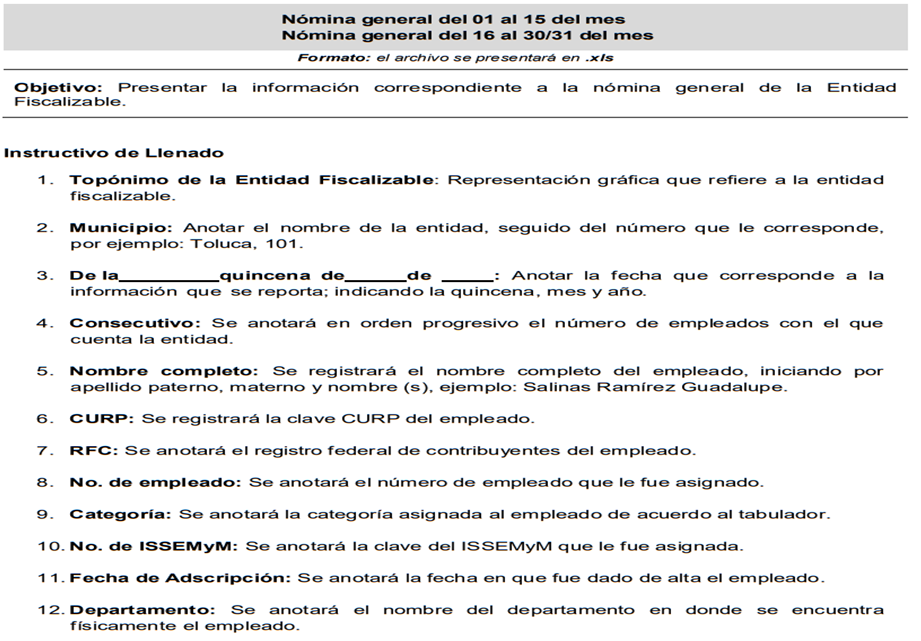 Nómina general del 01 al 15 del mes
Nómina general del 16 al 30/31 del mes
Formato: el archivo se presentará en .xls
Objetivo: Presentar la información correspondiente a la nómina general de la Entidad
Fiscalizable.
Instructivo de Llenado
1. Topónimo de la Entidad Fiscalizable: Representación gráfica que refiere a la entidad
fiscalizable.
2. Municipio: Anotar el nombre de la entidad, seguido del número que le corresponde,
por ejemplo: Toluca, 101.
3. De la_________quincena de_____de _____: Anotar la fecha que corresponde a la
información que se reporta; indicando la quincena, mes y año.
4. Consecutivo: Se anotará en orden progresivo el número de empleados con el que
cuenta la entidad.
5. Nombre completo: Se registrará el nombre completo del empleado, iniciando por
apellido paterno, materno y nombre (s), ejemplo: Salinas Ramírez Guadalupe.
6. CURP: Se registrará la clave CURP del empleado.
7. RFC: Se anotará el registro federal de contribuyentes del empleado.
8. No. de empleado: Se anotará el número de empleado que le fue asignado.
9. Categoría: Se anotará la categoría asignada al empleado de acuerdo al tabulador.
10. No. de ISSEMyM: Se anotará la clave del ISSEMyM que le fue asignada.
11. Fecha de Adscripción: Se anotará la fecha en que fue dado de alta el empleado.
12. Departamento: Se anotará el nombre del departamento en donde se encuentra
físicamente el empleado.